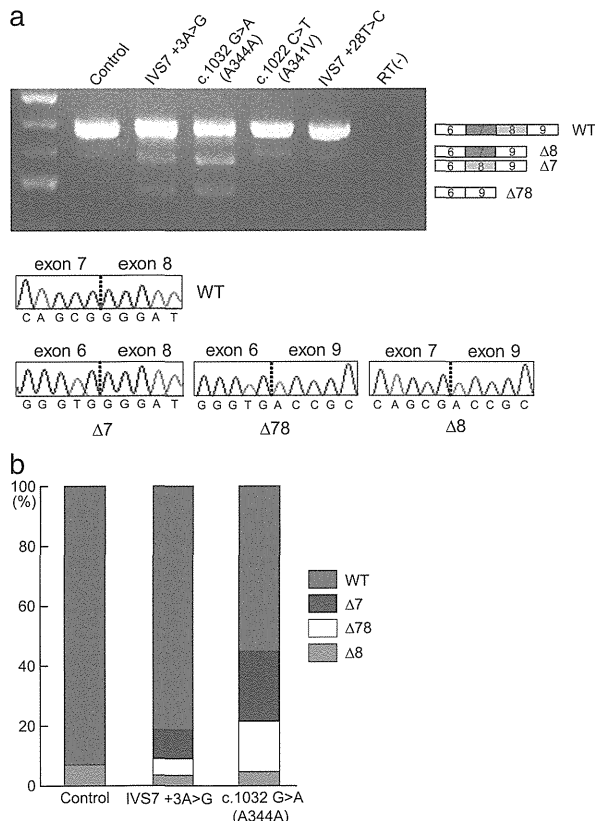 a
Control
IVS7 +3A>G
c.1032 G>A
(A344A)
c.1022 C>T
(A341V)
IVS7 +28T>C
RT(-)
6 8 9 WT
6 7 9 Δ8
6 8 9 Δ7
6 9 Δ78
exon 7 exon 8
C A G C G G G G A T
WT
exon 6 exon 8
G G G T G G G G A T
Δ7
exon 6 exon 9
G G G T G A C C G C
Δ78
exon 7 exon 9
C A G C G A C C G C
Δ8
b
100
(%)
80
60
40
20
0
Control
IVS7 +3A>G
c.1032 G>A
(A344A)
WT
Δ7
Δ78
Δ8